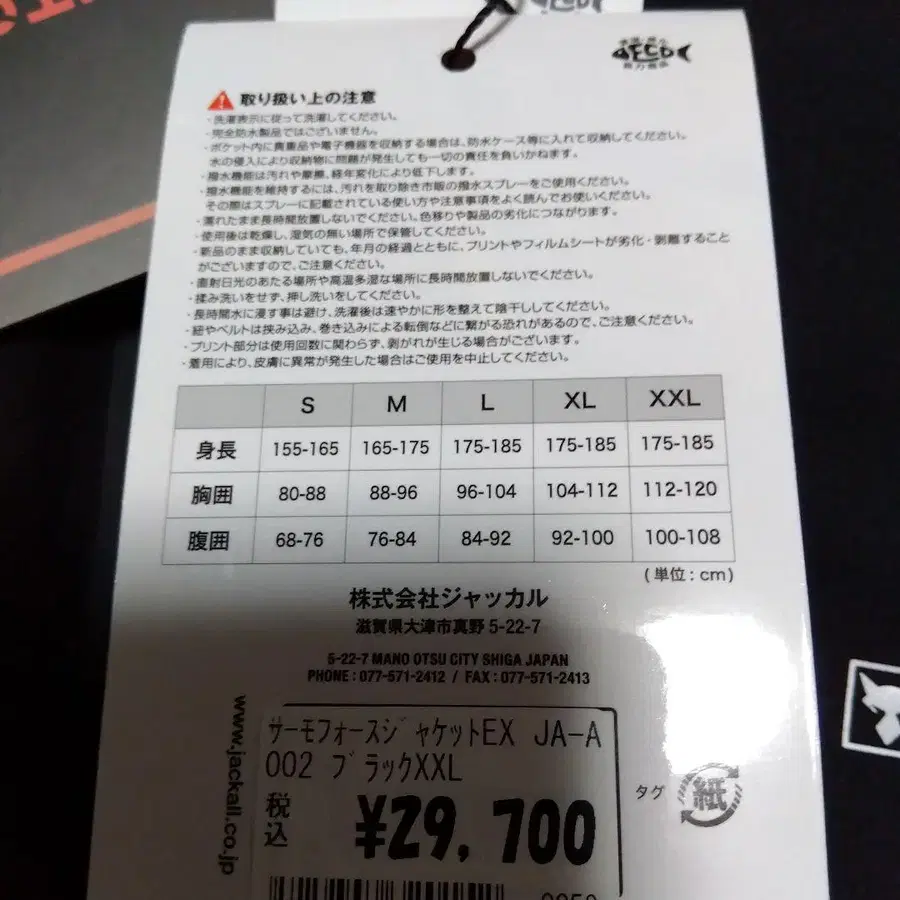 ECO
取り扱い上の注意
・洗濯表示に従って洗濯してください。
・完全防水製品ではございません。
・ポケット内に貴重品や電子機器を収納する場合は、防水ケース等に入れて収納してください。
水の侵入により収納物に問題が発生しても一切の責任を負いかねます。
・撥水機能は汚れや摩擦、経年変化により低下します。
・撥水機能を維持するには、汚れを取り除き市販の撥水スプレーをご使用ください。
その際はスプレーに記載されている使い方や注意事項をよく読んでお使いください。
・濡れたまま長時間放置しないでください。色移りや製品の劣化につながります。
・使用後は乾燥し、湿気の無い場所で保管してください。
・新品のまま収納していても、年月の経過とともに、プリントやフィルムシートが劣化・剥離すること
がございますので、ご注意ください。
・直射日光のあたる場所や高温多湿な場所に長時間放置しないでください。
・揉み洗いをせず、押し洗いをしてください。
・長時間水に浸す事は避け、洗濯後は速やかに形を整えて陰干ししてください。
・紐やベルトは挟み込み、巻き込みによる転倒などに繋がる恐れがあるので、ご注意ください。
・プリント部分は使用回数に関わらず、剥がれが生じる場合がございます。
・着用により、皮膚に異常が発生した場合はご使用を中止してください。
S M L XL XXL
身長 155-165 165-175 175-185 175-185 175-185
胸囲 80-88 88-96 96-104 104-112 112-120
腹囲 68-76 76-84 84-92 92-100 100-108
(単位:cm)
株式会社ジャッカル
滋賀県大津市真野 5-22-7
5-22-7 MANO OTSU CITY SHIGA JAPAN
PHONE:077-571-2412 / FAX:077-571-2413
www.jackall.co.jp
サーモフォースジャケットEX JA-A
002 ブラックXXL
税込 ¥29,700
タグ 紙